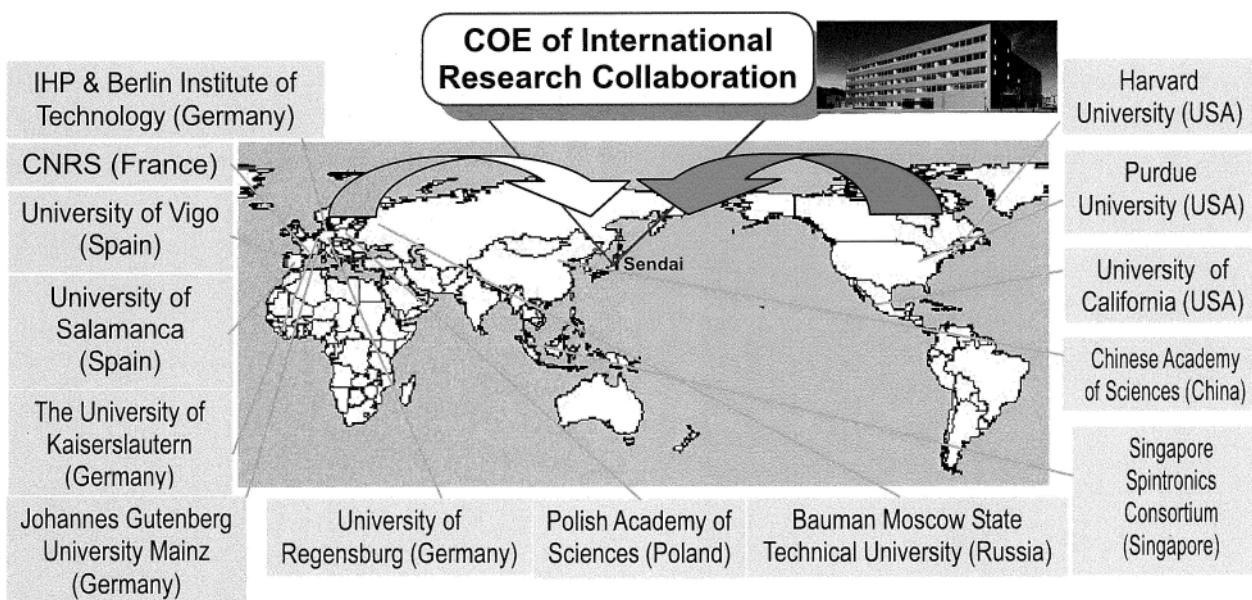 COE of International
Research Collaboration
IHP & Berlin Institute of
Technology (Germany)
CNRS (France)
University of Vigo
(Spain)
University of
Salamanca
(Spain)
The University of
Kaiserslautern
(Germany)
Johannes Gutenberg
University Mainz
(Germany)
University of
Regensburg (Germany)
Polish Academy of
Sciences (Poland)
Bauman Moscow State
Technical University (Russia)
Sendai
Harvard
University (USA)
Purdue
University (USA)
University of
California (USA)
Chinese Academy
of Sciences (China)
Singapore
Spintronics
Consortium
(Singapore)